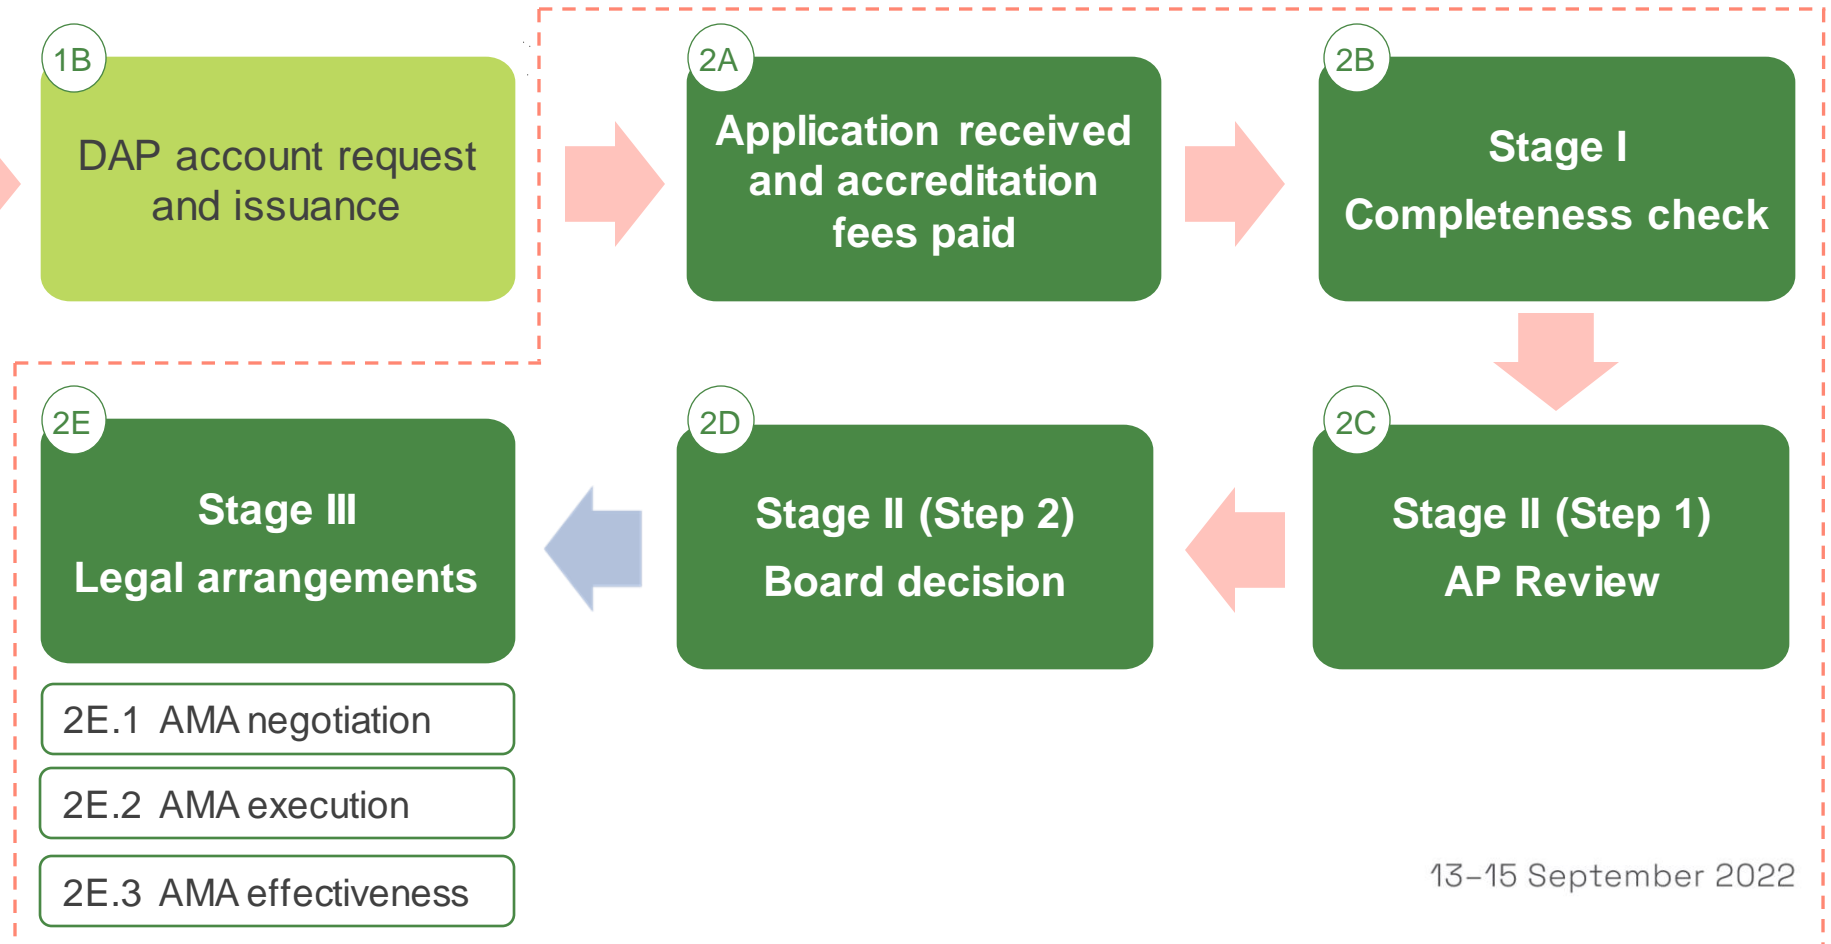 1B
DAP account request
and issuance
2A
Application received
and accreditation
fees paid
2B
Stage I
Completeness check
2C
Stage II (Step 1)
AP Review
2D
Stage II (Step 2)
Board decision
2E
Stage III
Legal arrangements
2E.1 AMA negotiation
2E.2 AMA execution
2E.3 AMA effectiveness
13–15 September 2022